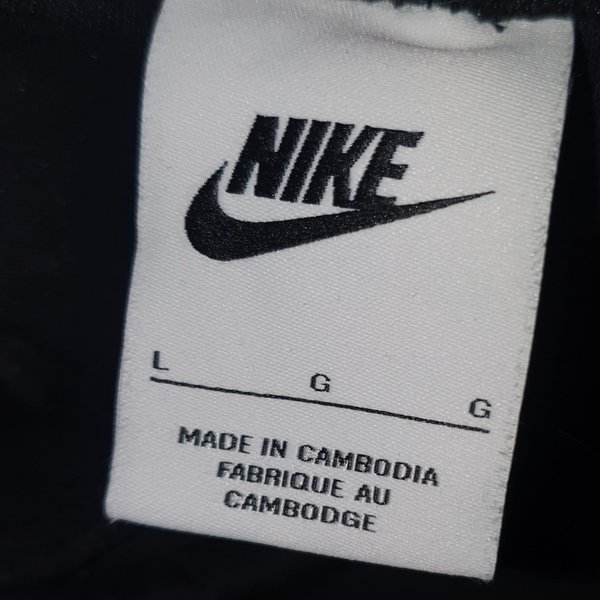 NIKE
L G G
MADE IN CAMBODIA
FABRIQUE AU
CAMBODGE